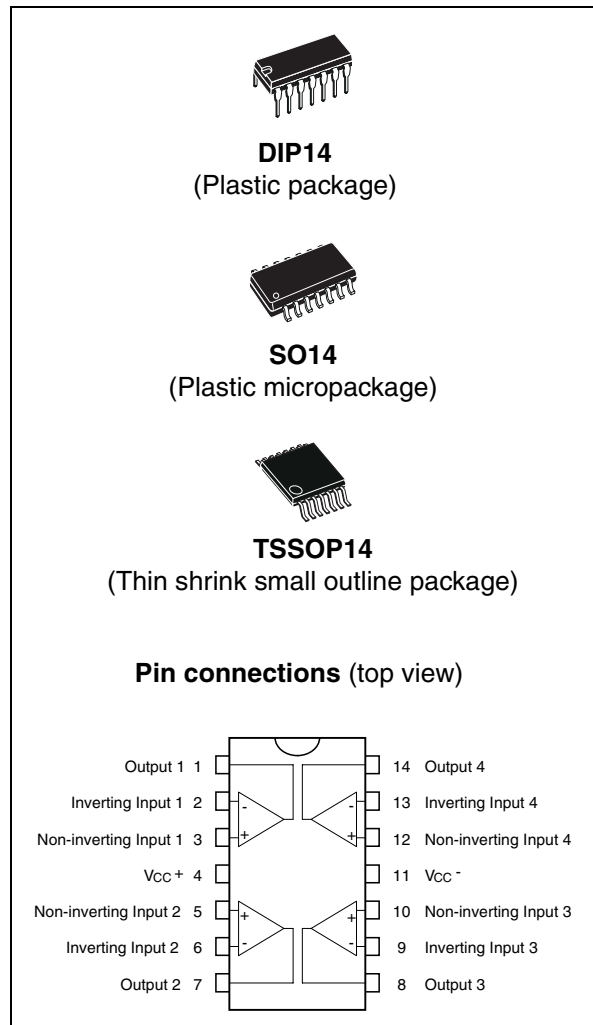 DIP14
(Plastic package)
SO14
(Plastic micropackage)
TSSOP14
(Thin shrink small outline package)
Pin connections (top view)
Output 1 1 14 Output 4
Inverting Input 1 2 - - 13 Inverting Input 4
Non-inverting Input 1 3 + + 12 Non-inverting Input 4
VCC + 4 11 VCC -
Non-inverting Input 2 5 + + 10 Non-inverting Input 3
Inverting Input 2 6 - - 9 Inverting Input 3
Output 2 7 8 Output 3